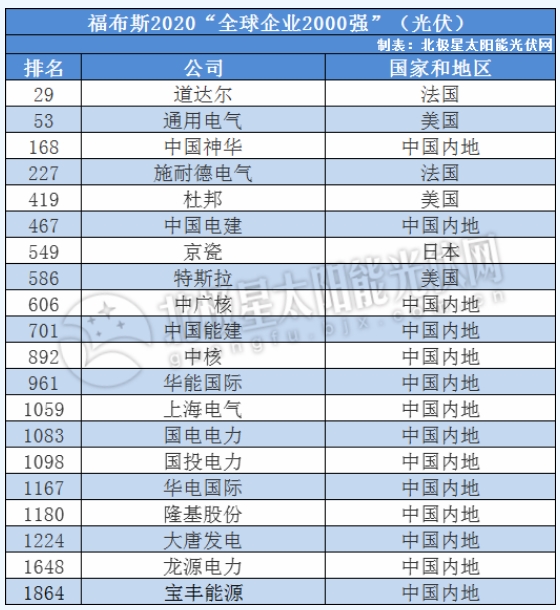 福布斯2020“全球企业2000强”（光伏）
制表：北极星太阳能光伏网
排名 公司 国家和地区
29 道达尔 法国
53 通用电气 美国
168 中国神华 中国内地
227 施耐德电气 法国
419 杜邦 美国
467 中国电建 中国内地
549 京瓷 日本
586 特斯拉 美国
606 中广核 中国内地
701 中国能建 中国内地
892 中核 中国内地
961 华能国际 中国内地
1059 上海电气 中国内地
1083 国电电力 中国内地
1098 国投电力 中国内地
1167 华电国际 中国内地
1180 隆基股份 中国内地
1224 大唐发电 中国内地
1648 龙源电力 中国内地
1864 宝丰能源 中国内地
北极星太阳能光伏网
guangfu.bjx.com.cn